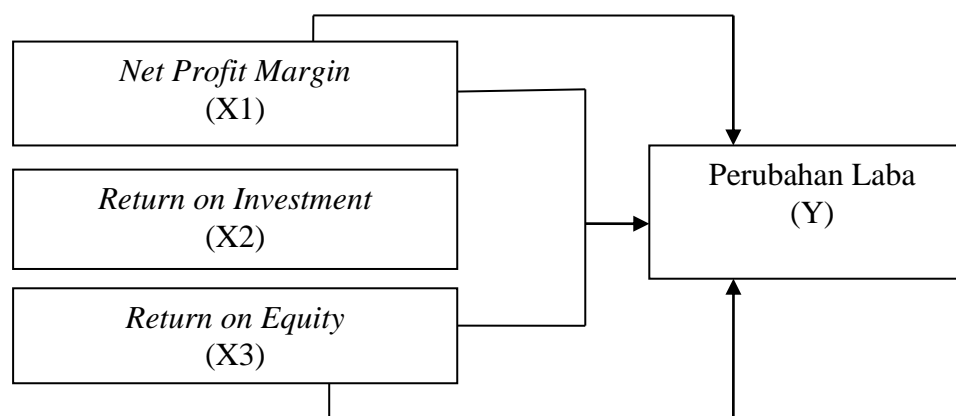 Net Profit Margin
(X1)
Return on Investment
(X2)
Return on Equity
(X3)
Perubahan Laba
(Y)